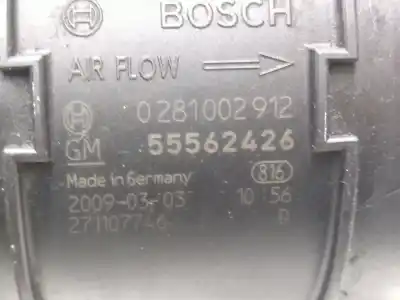 BOSCH
AIR FLOW
0 281 002 912
GM 55562426
Made in Germany 816
2009-03-03 10 56
271107746 D